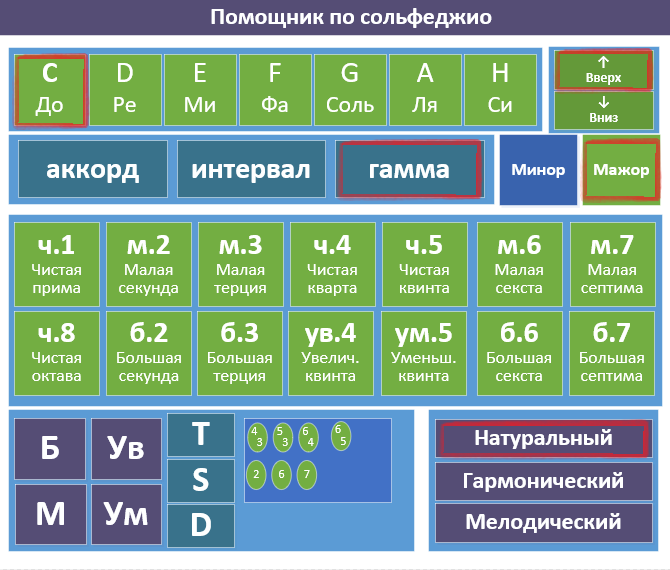 Помощник по сольфеджио
C D E F G A H
До Ре Ми Фа Соль Ля Си
↑
Вверх
↓
Вниз
аккорд интервал гамма Минор Мажор
ч.1 м.2 м.3 ч.4 ч.5 м.6 м.7
Чистая Малая Малая Чистая Чистая Малая Малая
прима секунда терция кварта квинта секста септима
ч.8 б.2 б.3 ув.4 ум.5 б.6 б.7
Чистая Большая Большая Увелич. Уменьш. Большая Большая
октава секунда терция квинта квинта секста септима
Б Ув
М Ум
T
S
D
4 3 5 3 6 4 6 5
2 6 7
Натуральный
Гармонический
Мелодический